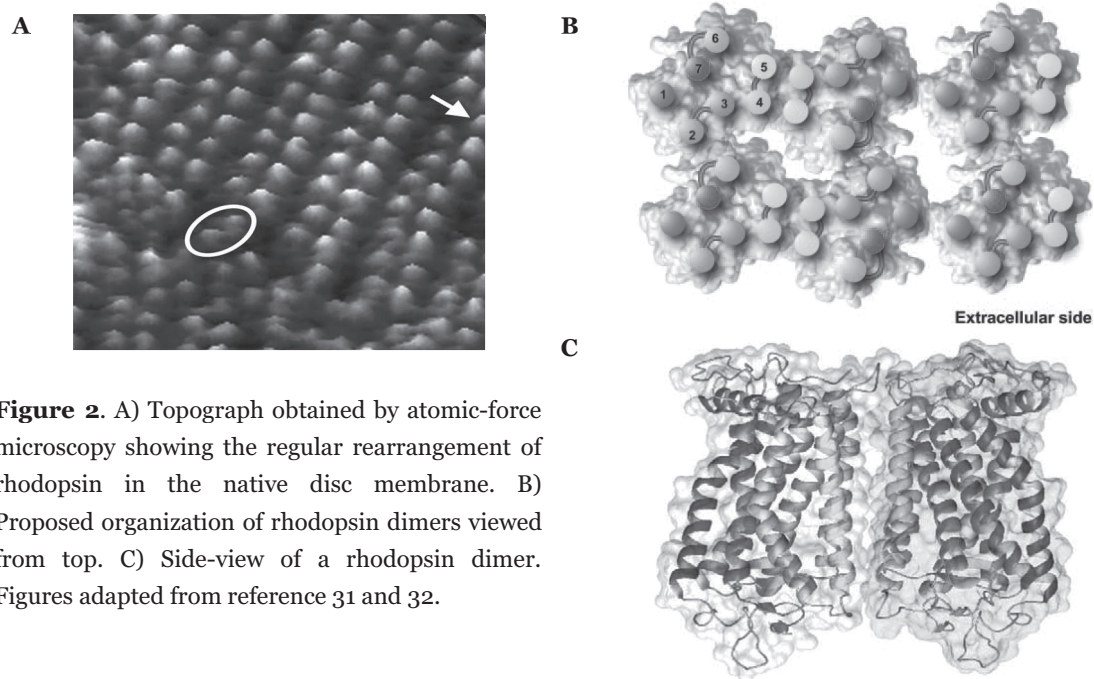 A
B
6
7
5
1
3
4
2
Extracellular side
C
Figure 2. A) Topograph obtained by atomic-force
microscopy showing the regular rearrangement of
rhodopsin in the native disc membrane. B)
Proposed organization of rhodopsin dimers viewed
from top. C) Side-view of a rhodopsin dimer.
Figures adapted from reference 31 and 32.